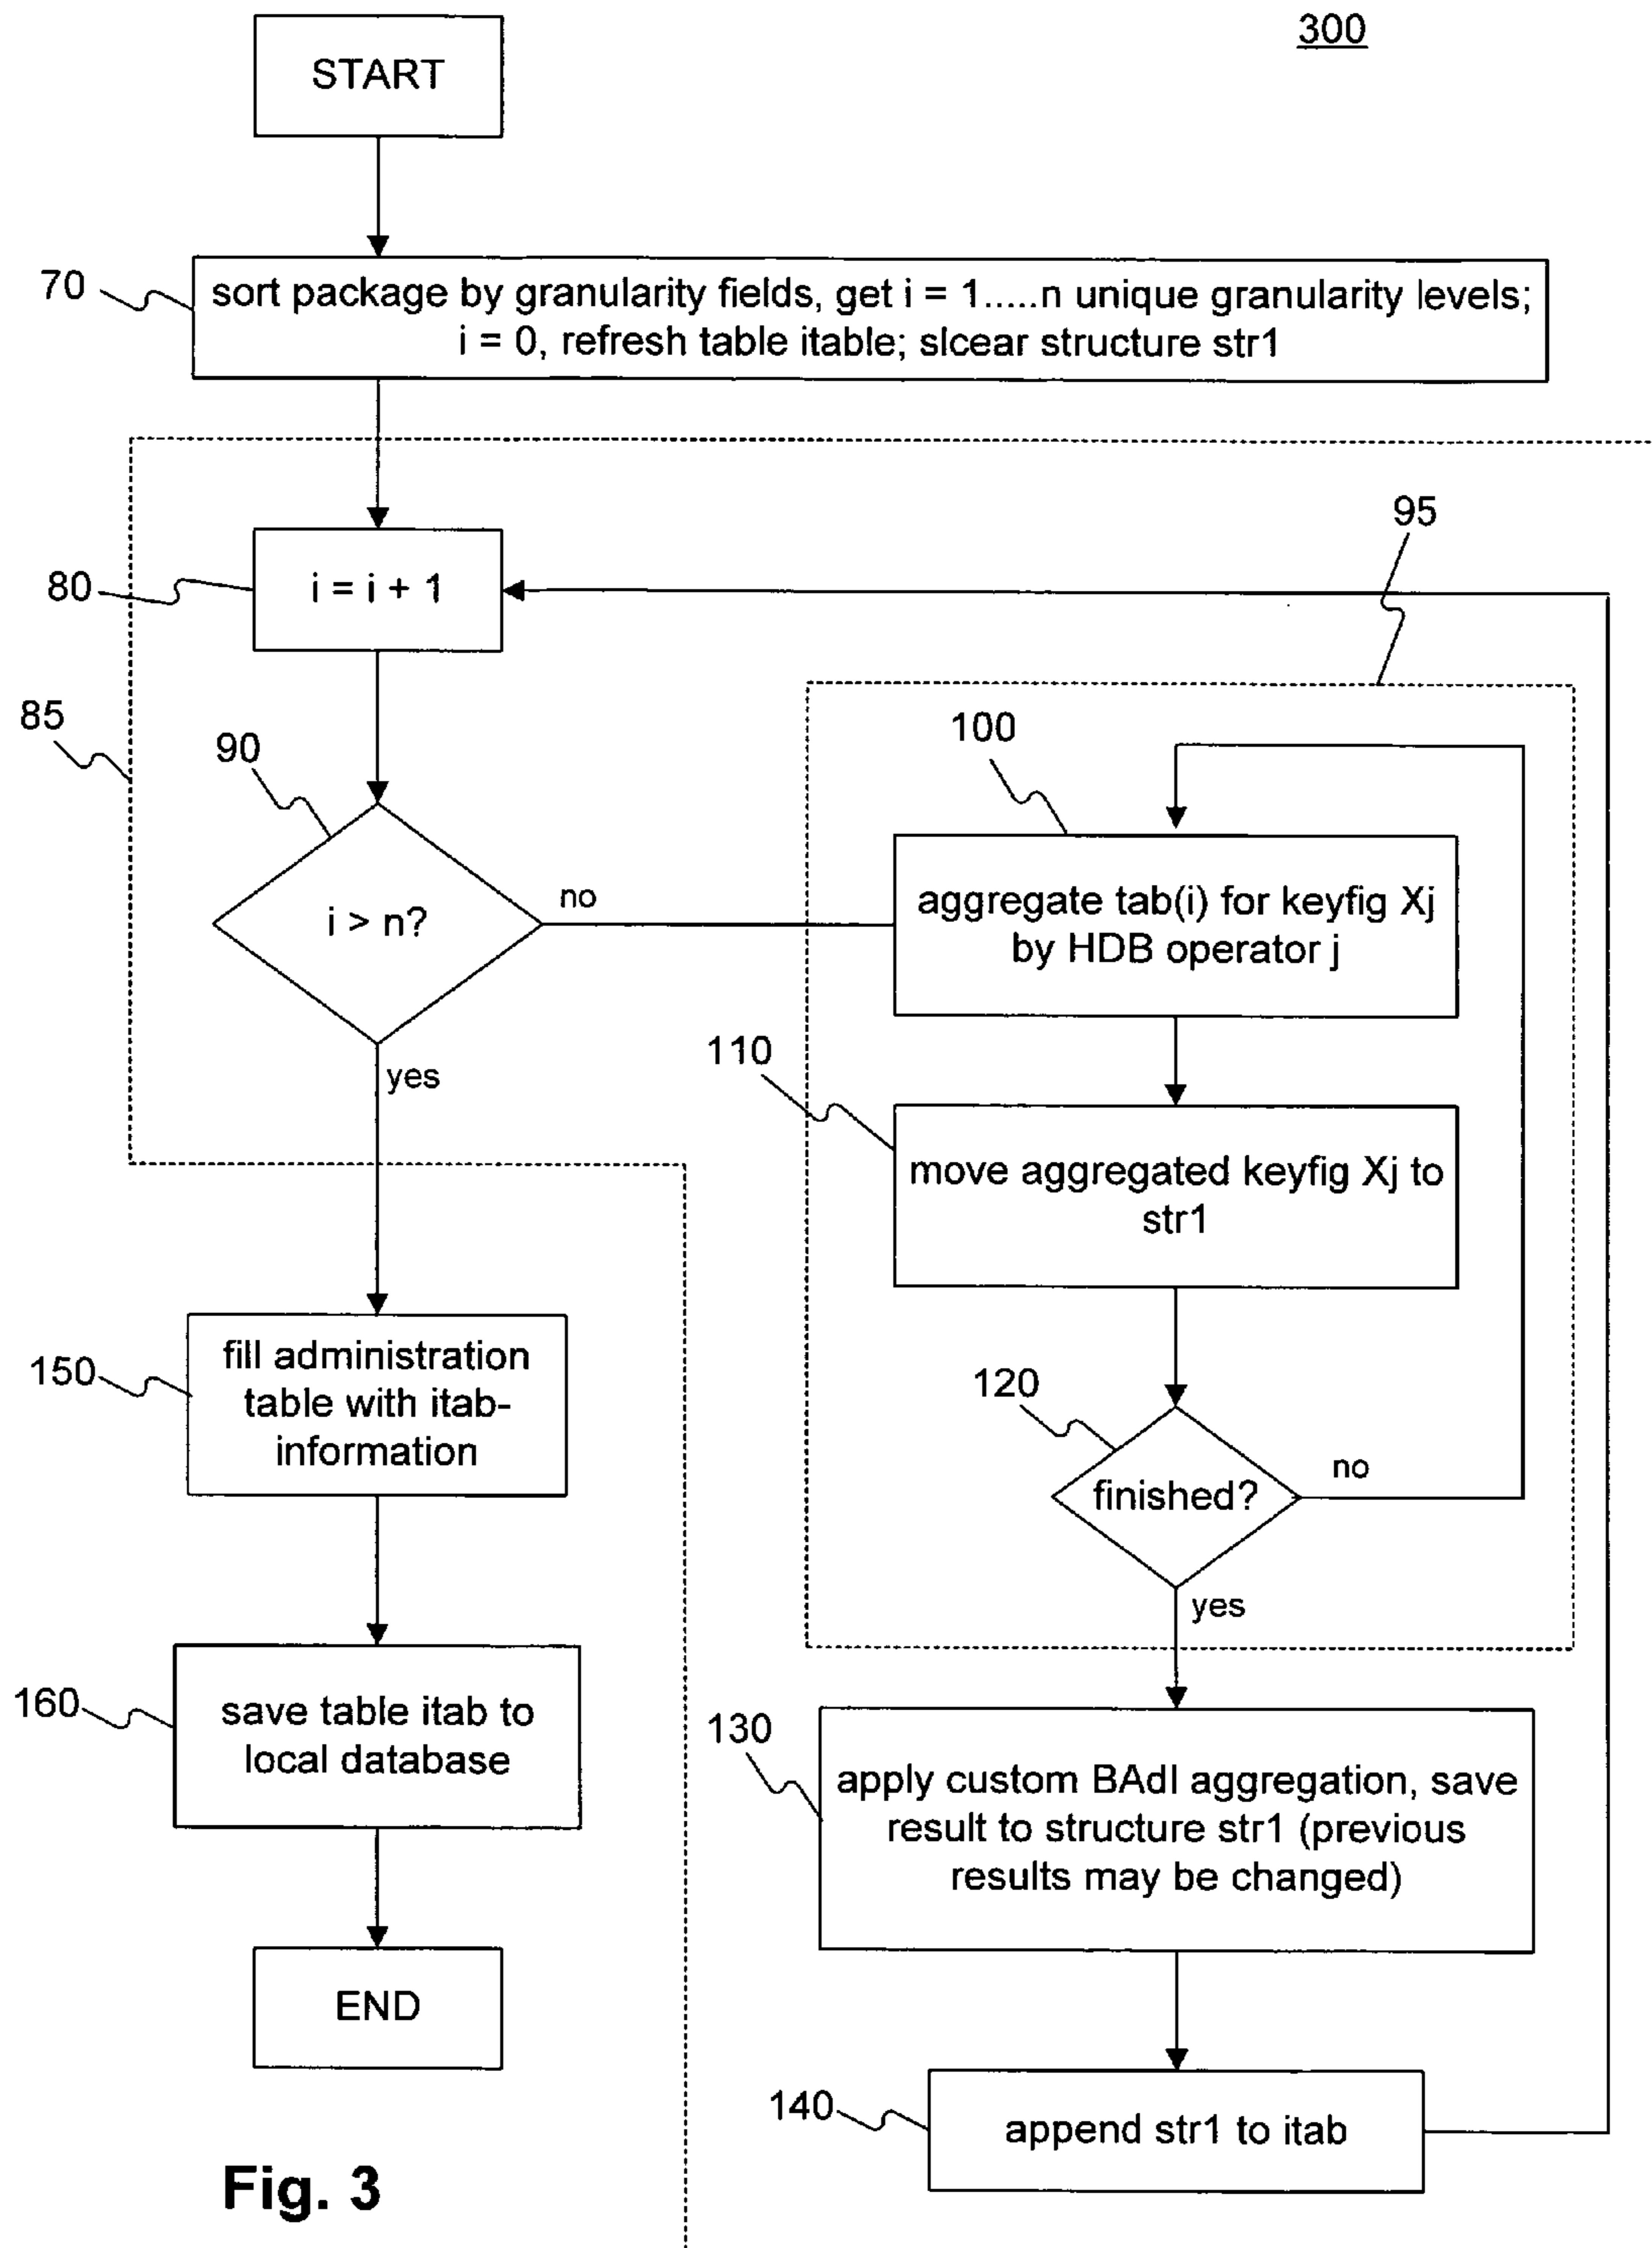 300
START
70
sort package by granularity fields, get i = 1.....n unique granularity levels;
i = 0, refresh table itable; slcear structure str1
95
80
i = i + 1
85
90
100
i > n?
no
aggregate tab(i) for keyfig Xj
by HDB operator j
110
yes
move aggregated keyfig Xj to
str1
150
fill administration
table with itab-
information
120
finished?
no
yes
160
save table itab to
local database
130
apply custom BAdI aggregation, save
result to structure str1 (previous
results may be changed)
END
140
append str1 to itab
Fig. 3